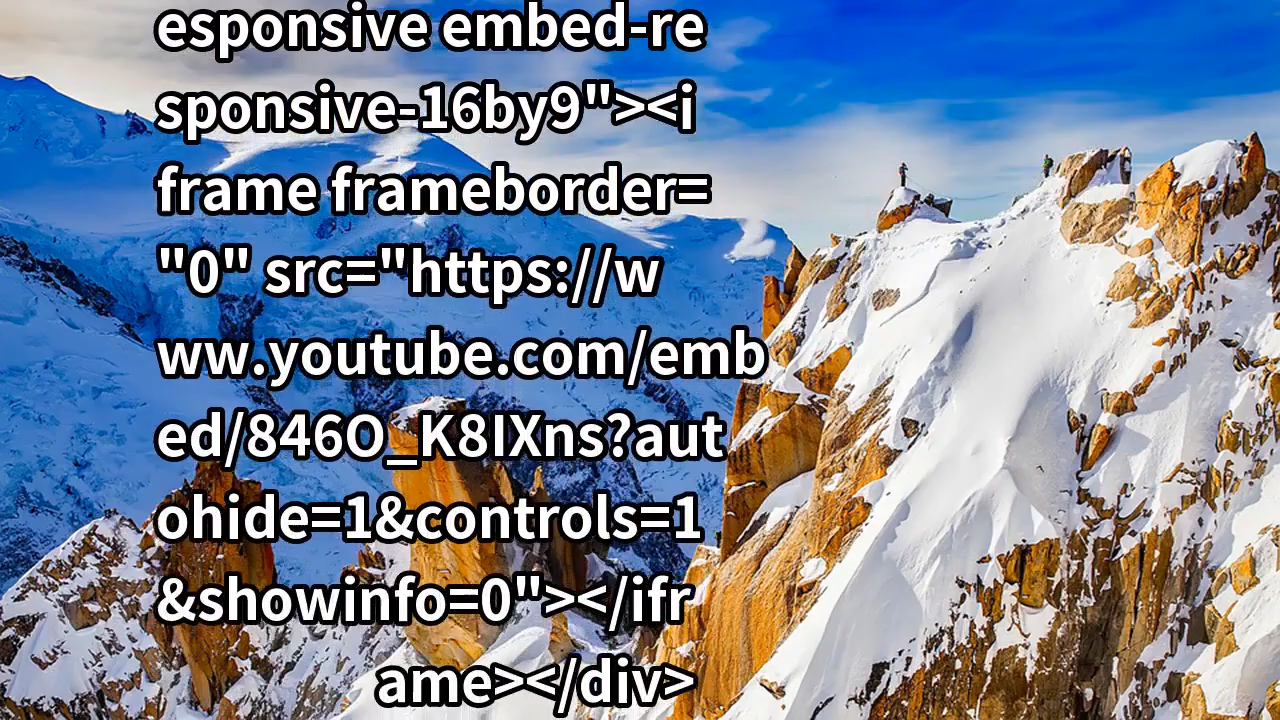 esponsive embed-re
sponsive-16by9"><i
frame frameborder=
"0" src="https://w
ww.youtube.com/emb
ed/846O_K8IXns?aut
ohide=1&controls=1
&showinfo=0"></ifr
ame></div>